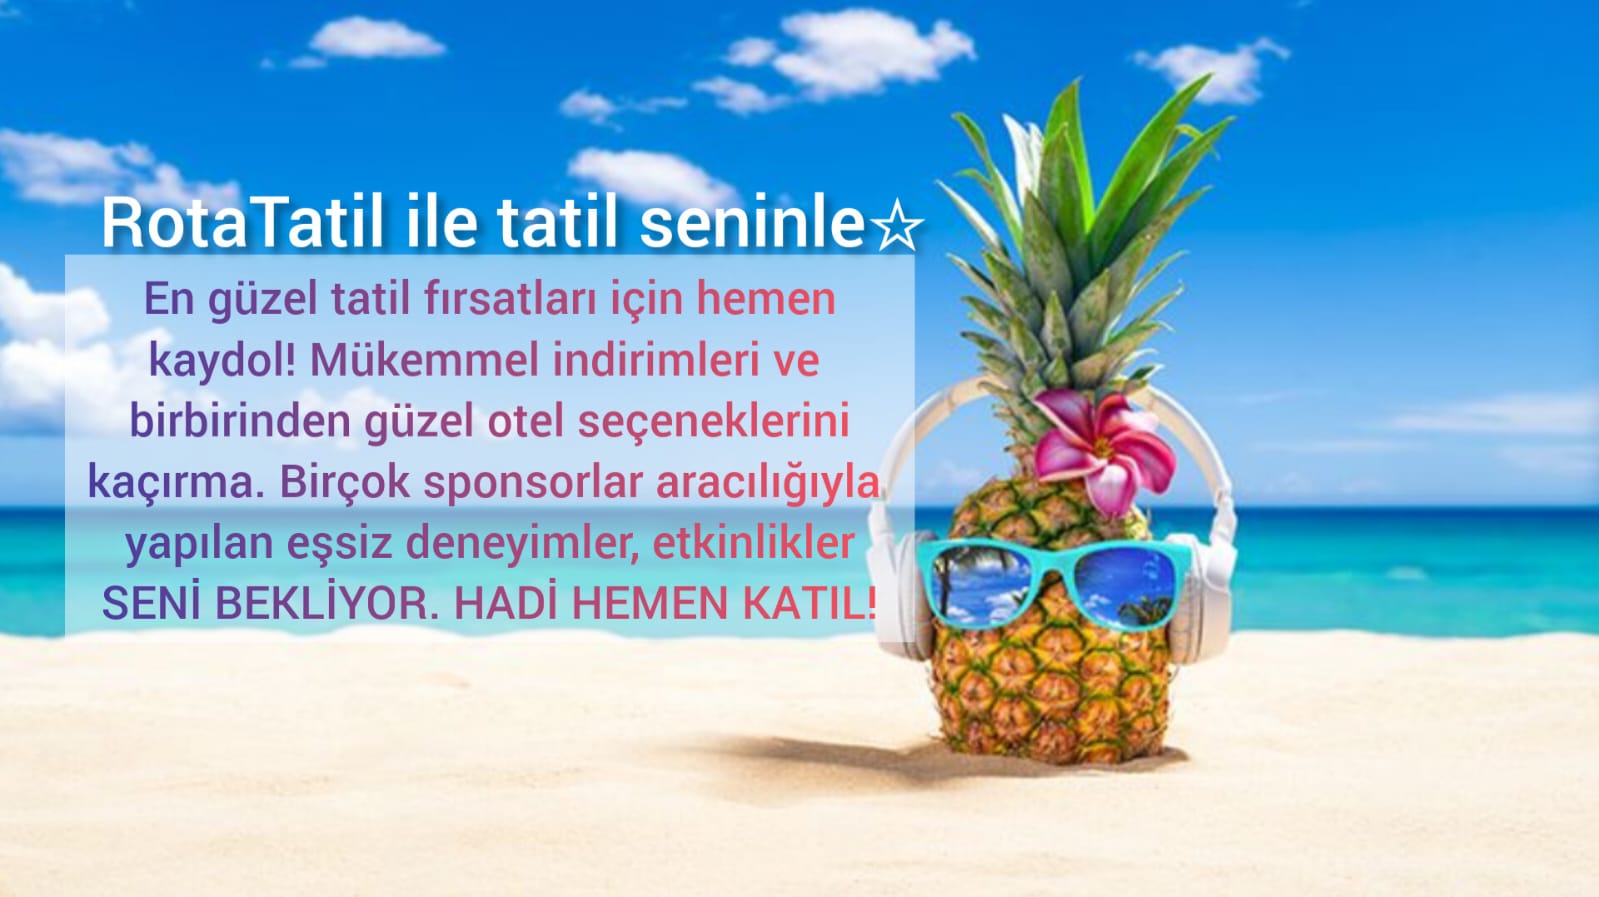 RotaTatil ile tatil seninle☆
En güzel tatil fırsatları için hemen
kaydol! Mükemmel indirimleri ve
birbirinden güzel otel seçeneklerini
kaçırma. Birçok sponsorlar aracılığıyla
yapılan eşsiz deneyimler, etkinlikler
SENİ BEKLİYOR. HADİ HEMEN KATIL!